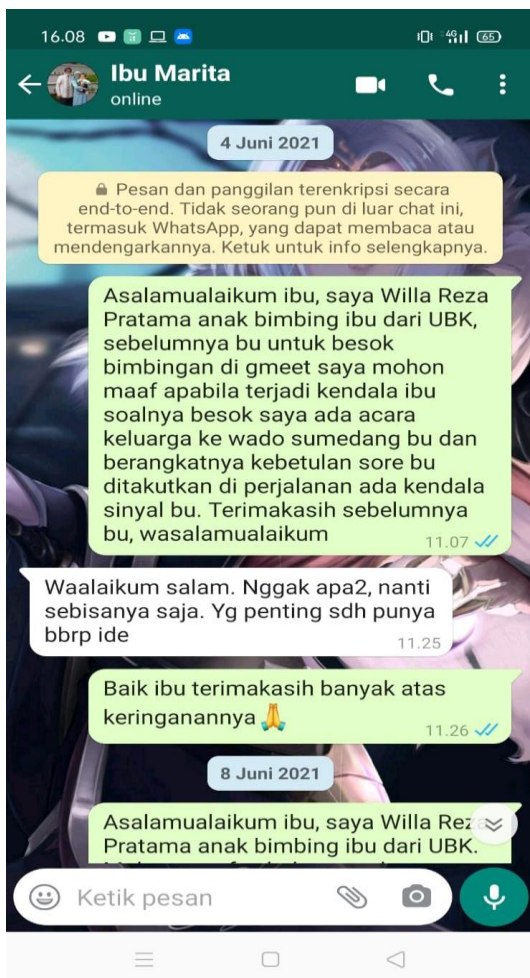 16.08
4G
65
Ibu Marita
online
4 Juni 2021
Pesan dan panggilan terenkripsi secara
end-to-end. Tidak seorang pun di luar chat ini,
termasuk WhatsApp, yang dapat membaca atau
mendengarkannya. Ketuk untuk info selengkapnya.
Asalamualaikum ibu, saya Willa Reza
Pratama anak bimbing ibu dari UBK,
sebelumnya bu untuk besok
bimbingan di gmeet saya mohon
maaf apabila terjadi kendala ibu
soalnya besok saya ada acara
keluarga ke wado sumedang bu dan
berangkatnya kebetulan sore bu
ditakutkan di perjalanan ada kendala
sinyal bu. Terimakasih sebelumnya
bu, wasalamualaikum
11.07
Waalaikum salam. Nggak apa2, nanti
sebisanya saja. Yg penting sdh punya
bbrp ide
11.25
Baik ibu terimakasih banyak atas
keringanannya 🙏
11.26
8 Juni 2021
Asalamualaikum ibu, saya Willa Reza
Pratama anak bimbing ibu dari UBK.
Ketik pesan